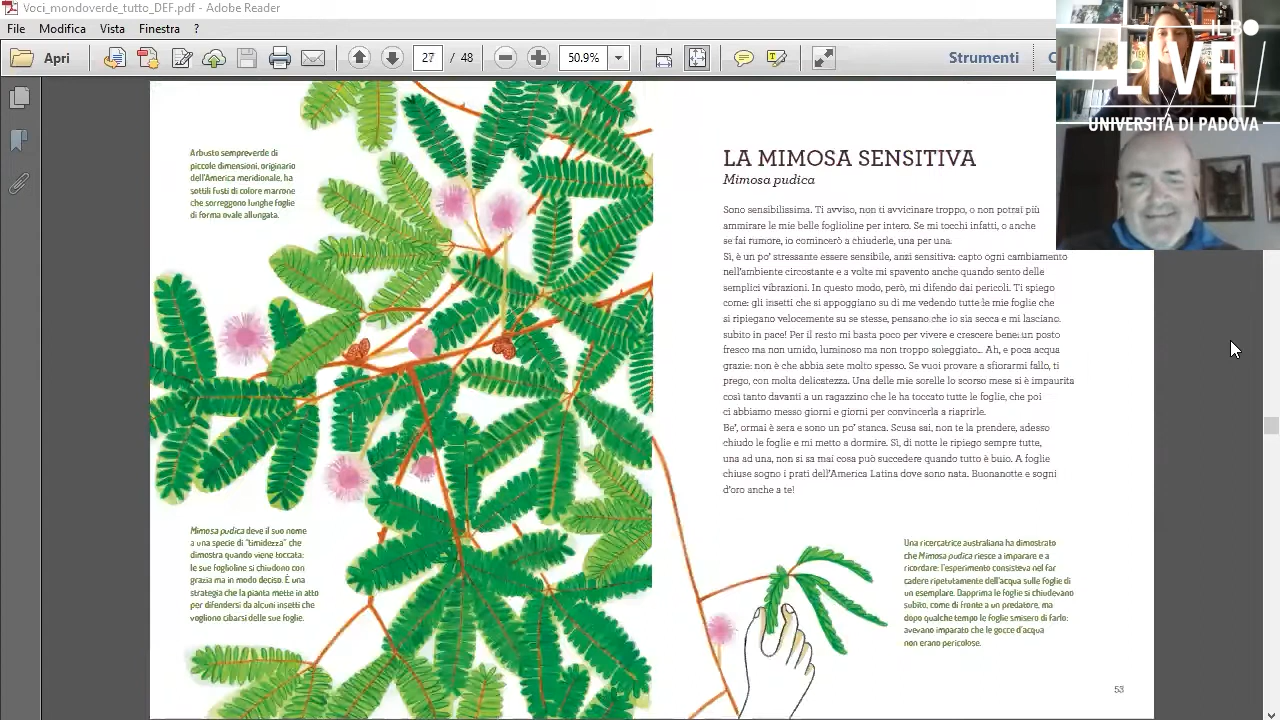 Voci_mondoverde_tutto_DEF.pdf - Adobe Reader
File Modifica Vista Finestra ?
Apri
27 / 48
50.9%
Strumenti
IL BO
LIVE
UNIVERSITÀ DI PADOVA
Arbusto sempreverde di
piccole dimensioni, originario
dell'America meridionale, ha
sottili fusti di colore marrone
che sorreggono lunghe foglie
di forma ovale allungata.
Mimosa pudica deve il suo nome
a una specie di "timidezza" che
dimostra quando viene toccata:
le sue foglioline si chiudono con
grazia ma in modo deciso. È una
strategia che la pianta mette in atto
per difendersi da alcuni insetti che
vogliono cibarsi delle sue foglie.
LA MIMOSA SENSITIVA
Mimosa pudica
Sono sensibilissima. Ti avviso, non ti avvicinare troppo, o non potrai più
ammirare le mie belle foglioline per intero. Se mi tocchi infatti, o anche
se fai rumore, io comincerò a chiuderle, una per una.
Sì, è un po' stressante essere sensibile, anzi sensitiva: capto ogni cambiamento
nell'ambiente circostante e a volte mi spavento anche quando sento delle
semplici vibrazioni. In questo modo, però, mi difendo dai pericoli. Ti spiego
come: gli insetti che si appoggiano su di me vedendo tutte le mie foglie che
si ripiegano velocemente su se stesse, pensano che io sia secca e mi lasciano
subito in pace! Per il resto mi basta poco per vivere e crescere bene: un posto
fresco ma non umido, luminoso ma non troppo soleggiato... Ah, e poca acqua
grazie: non è che abbia sete molto spesso. Se vuoi provare a sfiorarmi fallo, ti
prego, con molta delicatezza. Una delle mie sorelle lo scorso mese si è impaurita
così tanto davanti a un ragazzino che le ha toccato tutte le foglie, che poi
ci abbiamo messo giorni e giorni per convincerla a riaprirle.
Be', ormai è sera e sono un po' stanca. Scusa sai, non te la prendere, adesso
chiudo le foglie e mi metto a dormire. Sì, di notte le ripiego sempre tutte,
una ad una, non si sa mai cosa può succedere quando tutto è buio. A foglie
chiuse sogno i prati dell'America Latina dove sono nata. Buonanotte e sogni
d'oro anche a te!
Una ricercatrice australiana ha dimostrato
che Mimosa pudica riesce a imparare e a
ricordare: l'esperimento consisteva nel far
cadere ripetutamente dell'acqua sulle foglie di
un esemplare. Dapprima le foglie si chiudevano
subito, come di fronte a un predatore, ma
dopo qualche tempo le foglie smisero di farlo:
avevano imparato che le gocce d'acqua
non erano pericolose.
53